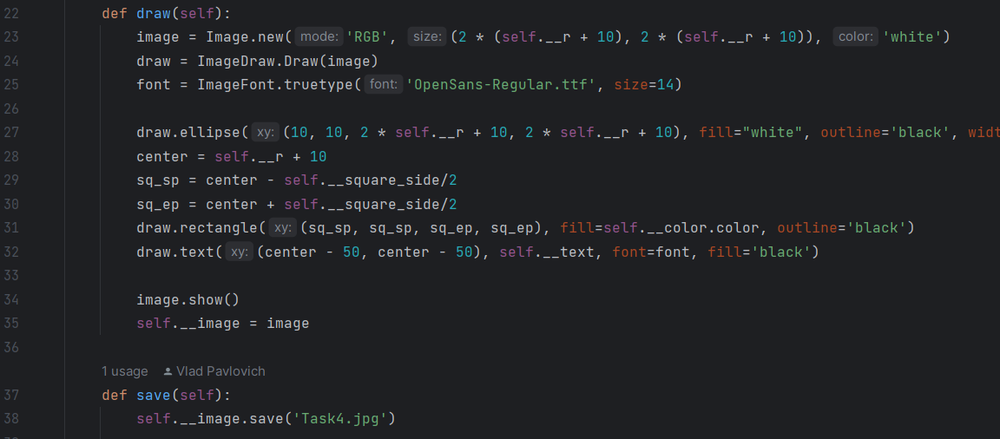 22 def draw(self):
23 image = Image.new( mode: 'RGB', size: (2 * (self.__r + 10), 2 * (self.__r + 10)), color: 'white')
24 draw = ImageDraw.Draw(image)
25 font = ImageFont.truetype( font: 'OpenSans-Regular.ttf', size=14)
26
27 draw.ellipse( xy: (10, 10, 2 * self.__r + 10, 2 * self.__r + 10), fill="white", outline='black', widt
28 center = self.__r + 10
29 sq_sp = center - self.__square_side/2
30 sq_ep = center + self.__square_side/2
31 draw.rectangle( xy: (sq_sp, sq_sp, sq_ep, sq_ep), fill=self.__color.color, outline='black')
32 draw.text( xy: (center - 50, center - 50), self.__text, font=font, fill='black')
33
34 image.show()
35 self.__image = image
36
1 usage Vlad Pavlovich
37 def save(self):
38 self.__image.save('Task4.jpg')